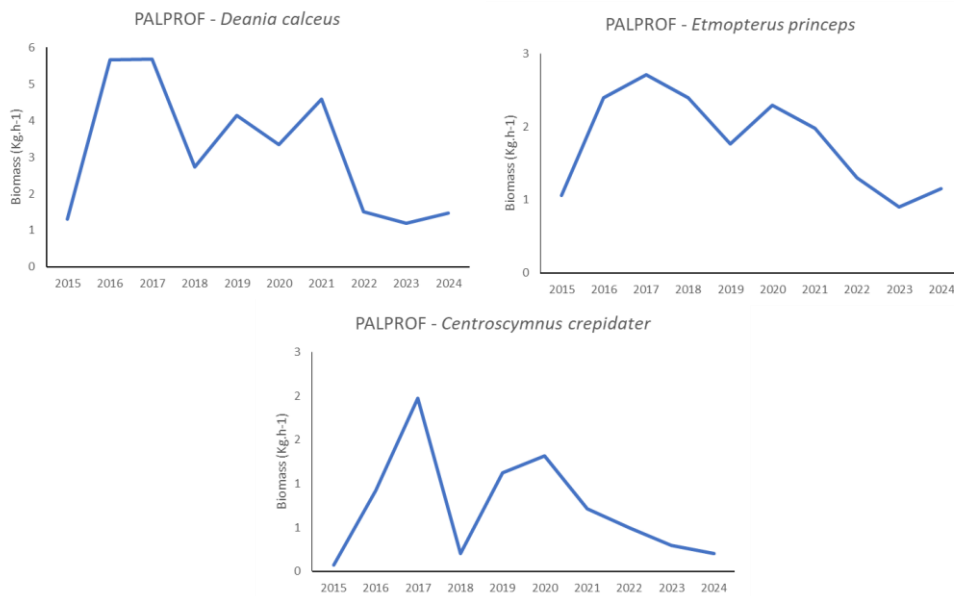 PALPROF - Deania calceus
Biomass (Kg.h-1)
6
5
4
3
2
1
0
2015 2016 2017 2018 2019 2020 2021 2022 2023 2024
PALPROF - Etmopterus princeps
Biomass (Kg.h-1)
3
2
1
0
2015 2016 2017 2018 2019 2020 2021 2022 2023 2024
PALPROF - Centroscymnus crepidater
Biomass (Kg.h-1)
3
2
2
1
1
0
2015 2016 2017 2018 2019 2020 2021 2022 2023 2024